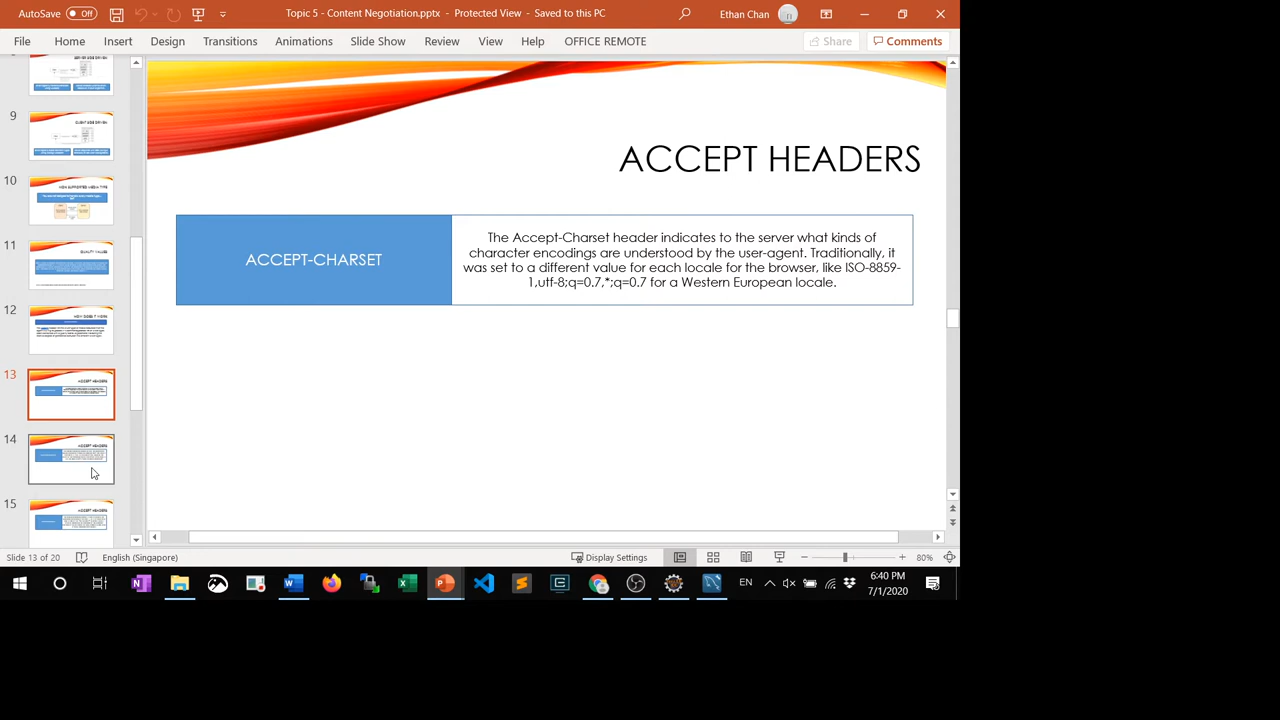 AutoSave Off
Topic 5 - Content Negotiation.pptx - Protected View - Saved to this PC
Ethan Chan
File Home Insert Design Transitions Animations Slide Show Review View Help OFFICE REMOTE Share Comments
9
10
11
12
13
14
15
ACCEPT HEADERS
ACCEPT-CHARSET
The Accept-Charset header indicates to the server what kinds of
character encodings are understood by the user-agent. Traditionally, it
was set to a different value for each locale for the browser, like ISO-8859-
1,utf-8;q=0.7,*;q=0.7 for a Western European locale.
Slide 13 of 20 English (Singapore) Display Settings 80%
EN 6:40 PM
7/1/2020